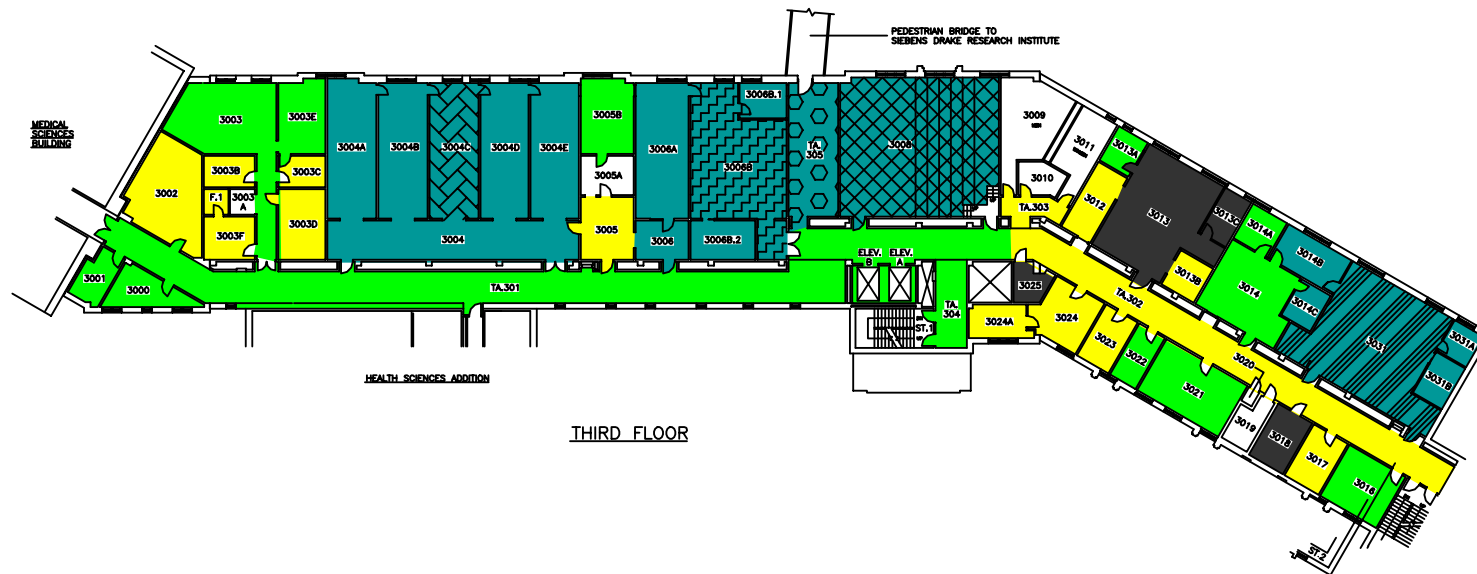 PEDESTRIAN BRIDGE TO
SIEBENS DRAKE RESEARCH INSTITUTE
MEDICAL
SCIENCES
BUILDING
3003
3003E
3004A
3004B
3004C
3004D
3004E
3005B
3006A
3006B.1
3006B
TA.
305
3008
3009
MEN
3011
WOMEN
3010
3013A
3003B
3003C
3005A
3002
F.1
3003
A
3003D
3003F
3004
3005
3006
3006B.2
TA.303
3012
3013
3013C
3014A
3014B
3013B
3014
3014C
3031
3031A
3031B
3001
3000
TA.301
ELEV.
B
ELEV.
A
TA.
304
ST.1
3025
TA.302
3024A
3024
3023
3022
3021
3020
3019
3018
3017
3016
ST.2
HEALTH SCIENCES ADDITION
THIRD FLOOR